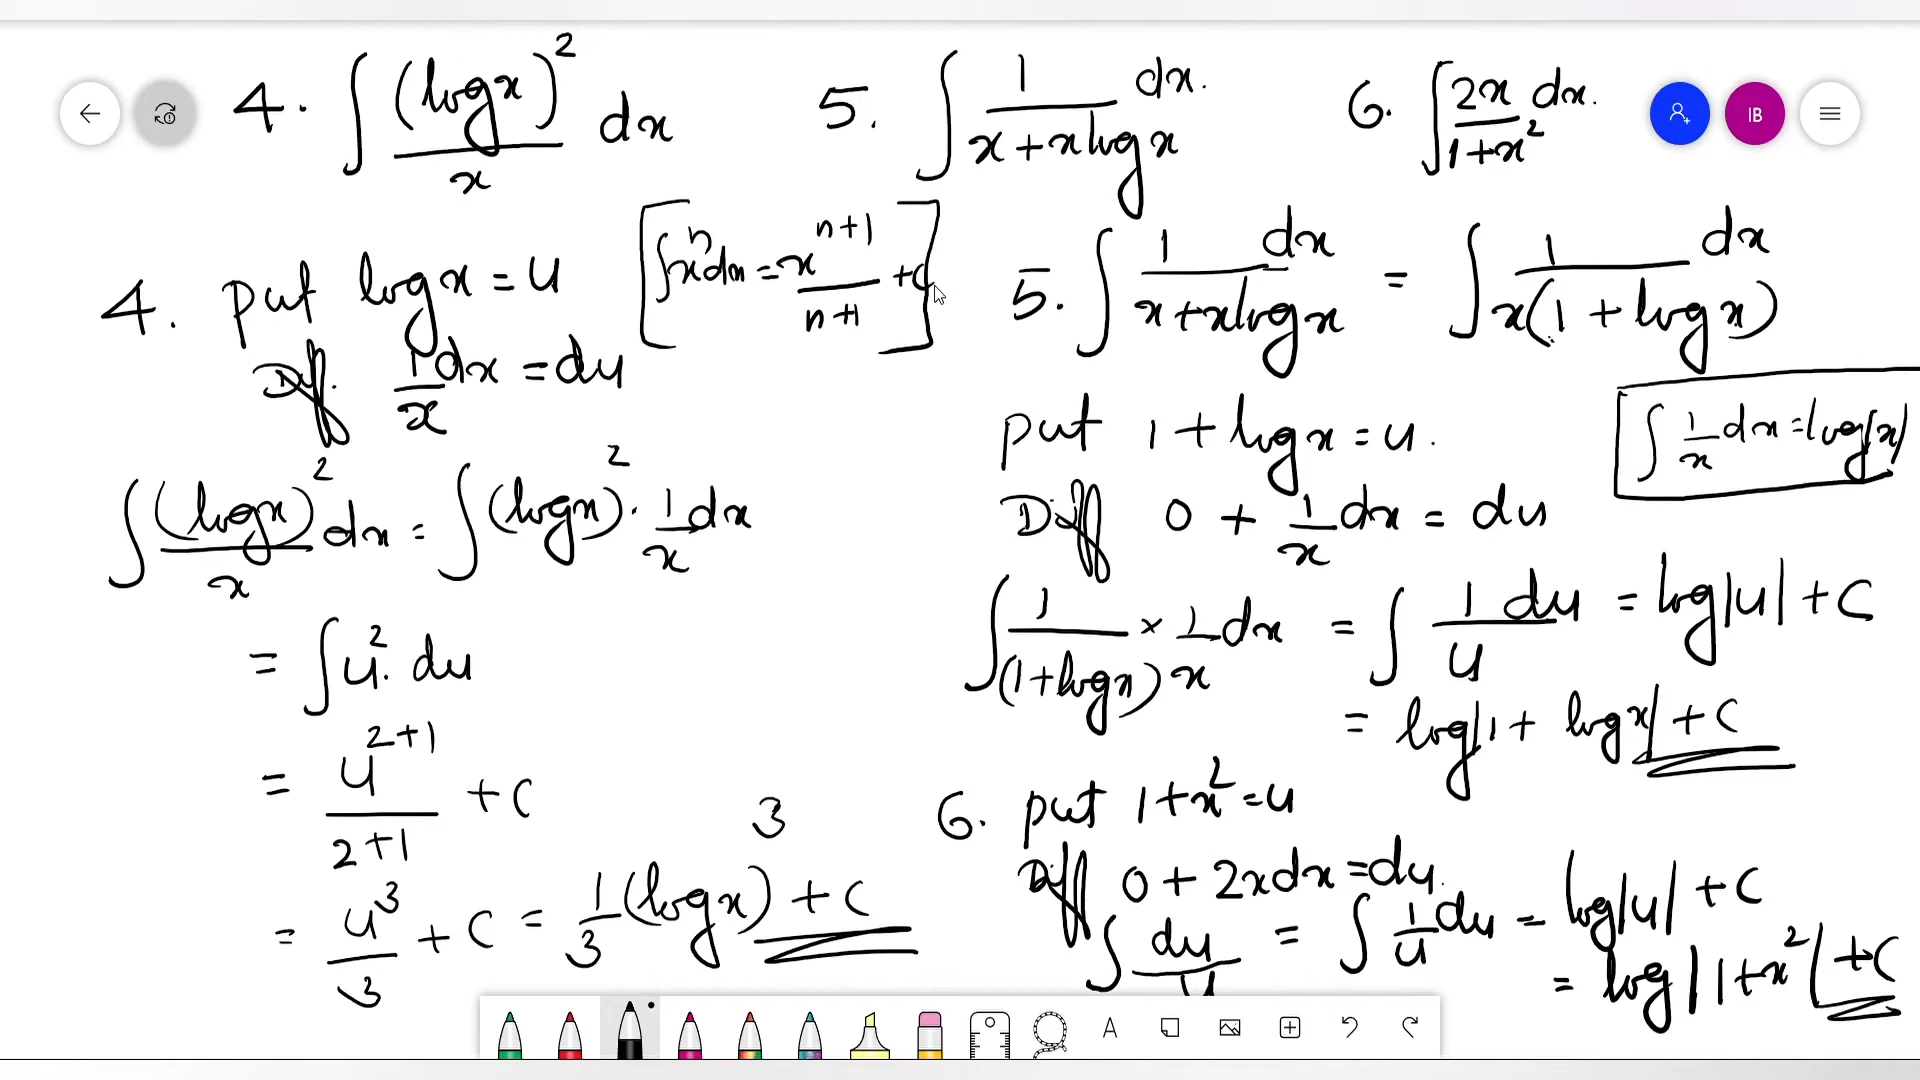 4. ∫ (log x)² / x dx
5. ∫ 1 / (x + x log x) dx.
6. ∫ 2x / (1+x²) dx.
IB
4. put log x = u
[∫ xⁿ dx = xⁿ⁺¹ / (n+1) + C]
Diff. 1/x dx = du
∫ (log x)² / x dx = ∫ (log x)² · 1/x dx
= ∫ u² · du
= u²⁺¹ / (2+1) + C
= u³ / 3 + C = 1/3 (log x)³ + C
5. ∫ 1 / (x + x log x) dx = ∫ 1 / (x(1 + log x)) dx
put 1 + log x = u.
∫ 1/x dx = log|x|
Diff 0 + 1/x dx = du
∫ 1 / (1+log x) × 1/x dx = ∫ 1/u du = log|u| + C
= log|1 + log x| + C
6. put 1 + x² = u
Diff 0 + 2x dx = du.
∫ du / u = ∫ 1/u du = log|u| + C
= log|1+x²| + C
A